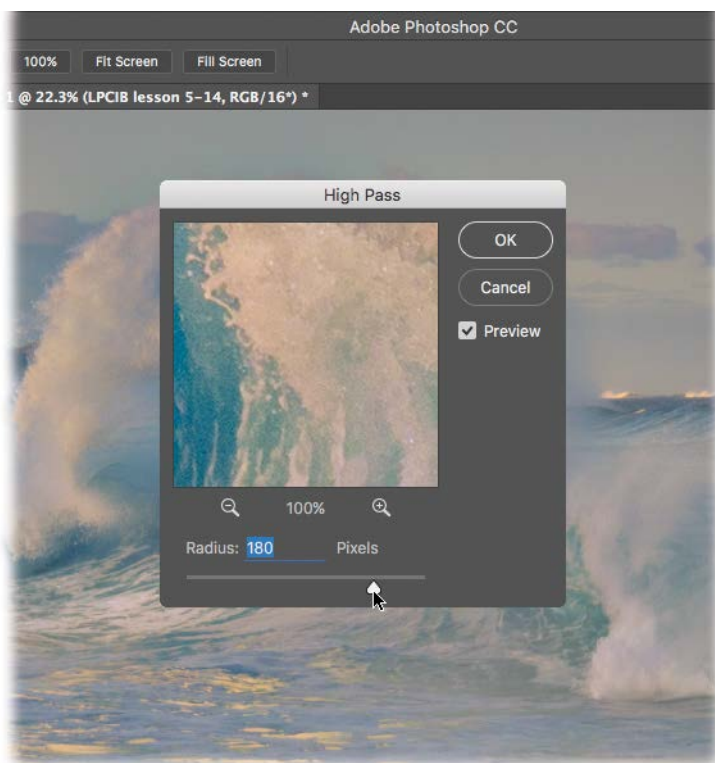 Adobe Photoshop CC
100% Fit Screen Fill Screen
1 @ 22.3% (LPCIB lesson 5-14, RGB/16*) *
High Pass
OK
Cancel
Preview
100%
Radius: 180 Pixels